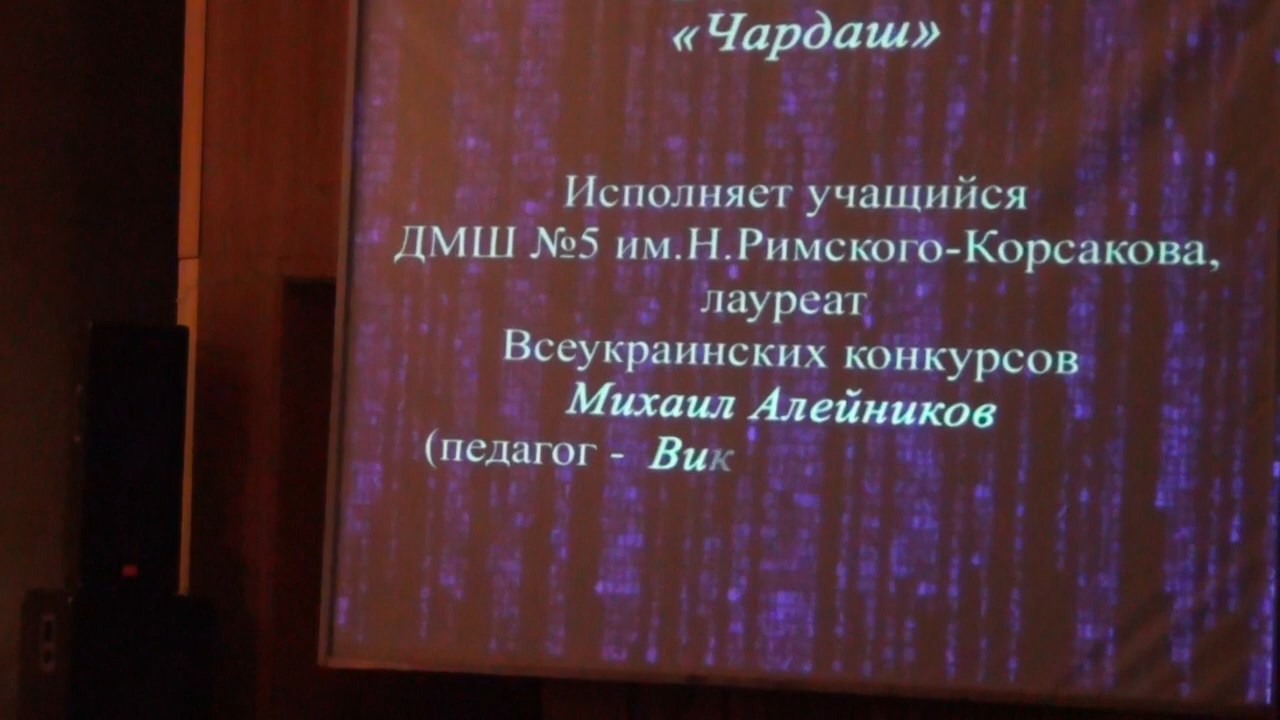 «Чардаш»
Исполняет учащийся
ДМШ №5 им.Н.Римского-Корсакова,
лауреат
Всеукраинских конкурсов
Михаил Алейников
(педагог - Вик